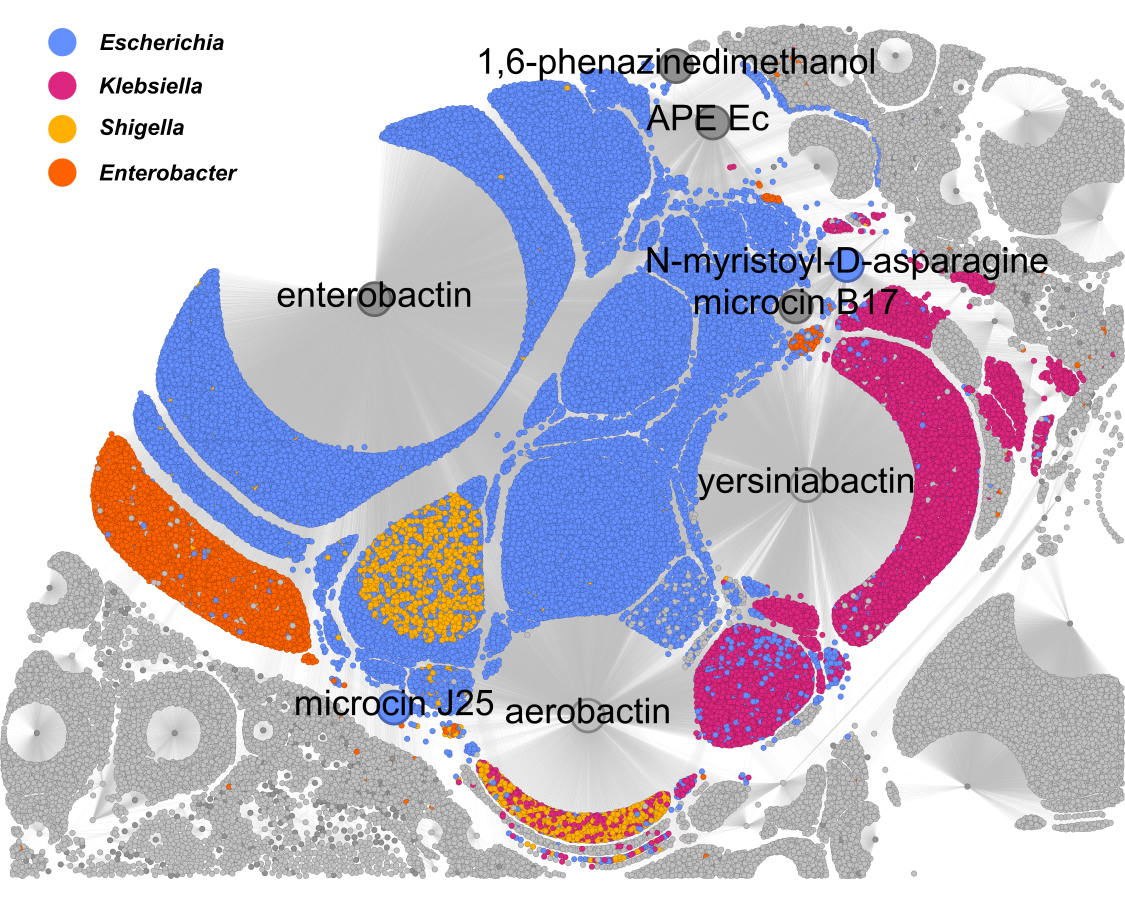 Escherichia
Klebsiella
Shigella
Enterobacter
1,6-phenazinedimethanol
APE Ec
N-myristoyl-D-asparagine
enterobactin
microcin B17
yersiniabactin
microcin J25
aerobactin